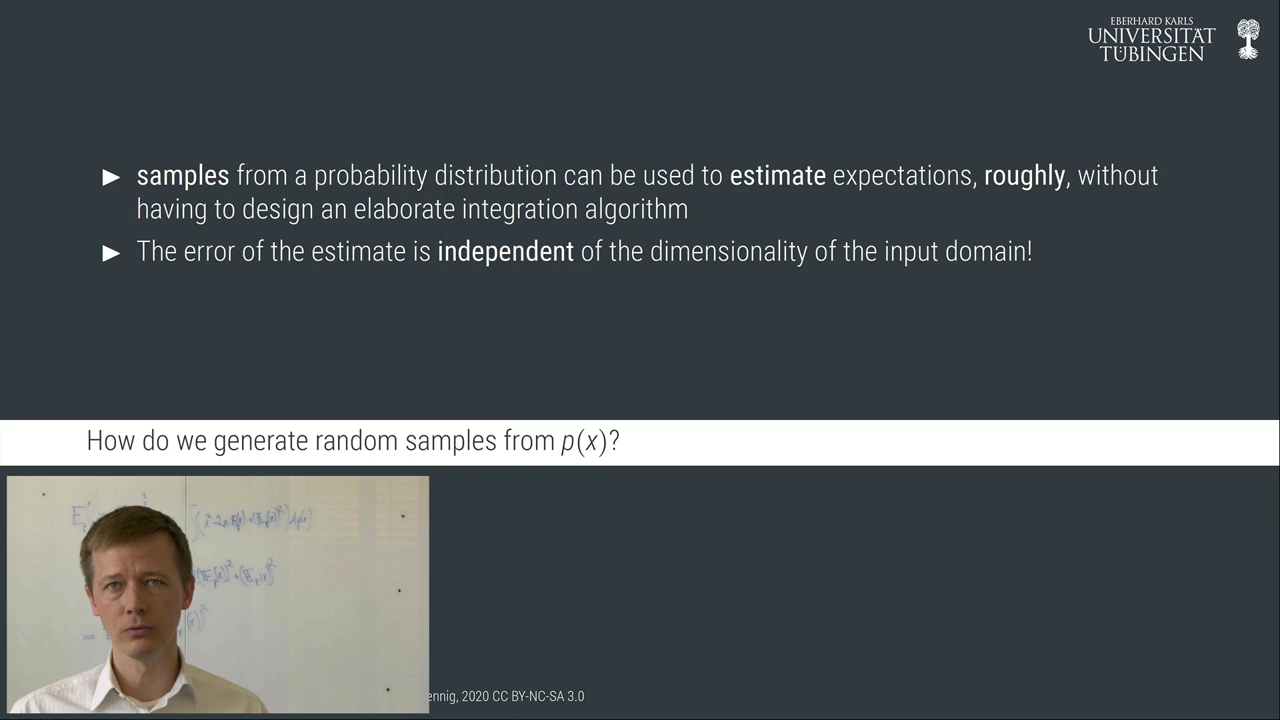 EBERHARD KARLS
UNIVERSITÄT
TÜBINGEN
▶ samples from a probability distribution can be used to estimate expectations, roughly, without
having to design an elaborate integration algorithm
▶ The error of the estimate is independent of the dimensionality of the input domain!
How do we generate random samples from p(x)?
ennig, 2020 CC BY-NC-SA 3.0